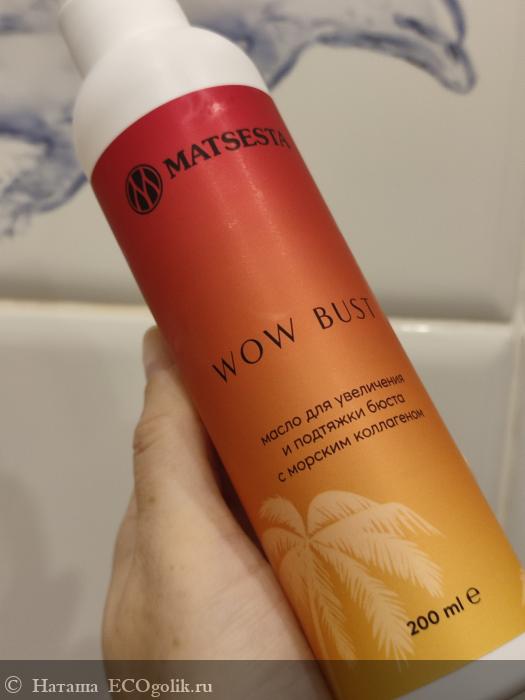 MATSESTA
WOW BUST
масло для увеличения
и подтяжки бюста
с морским коллагеном
200 ml ℮
© Наташа ECOgolik.ru